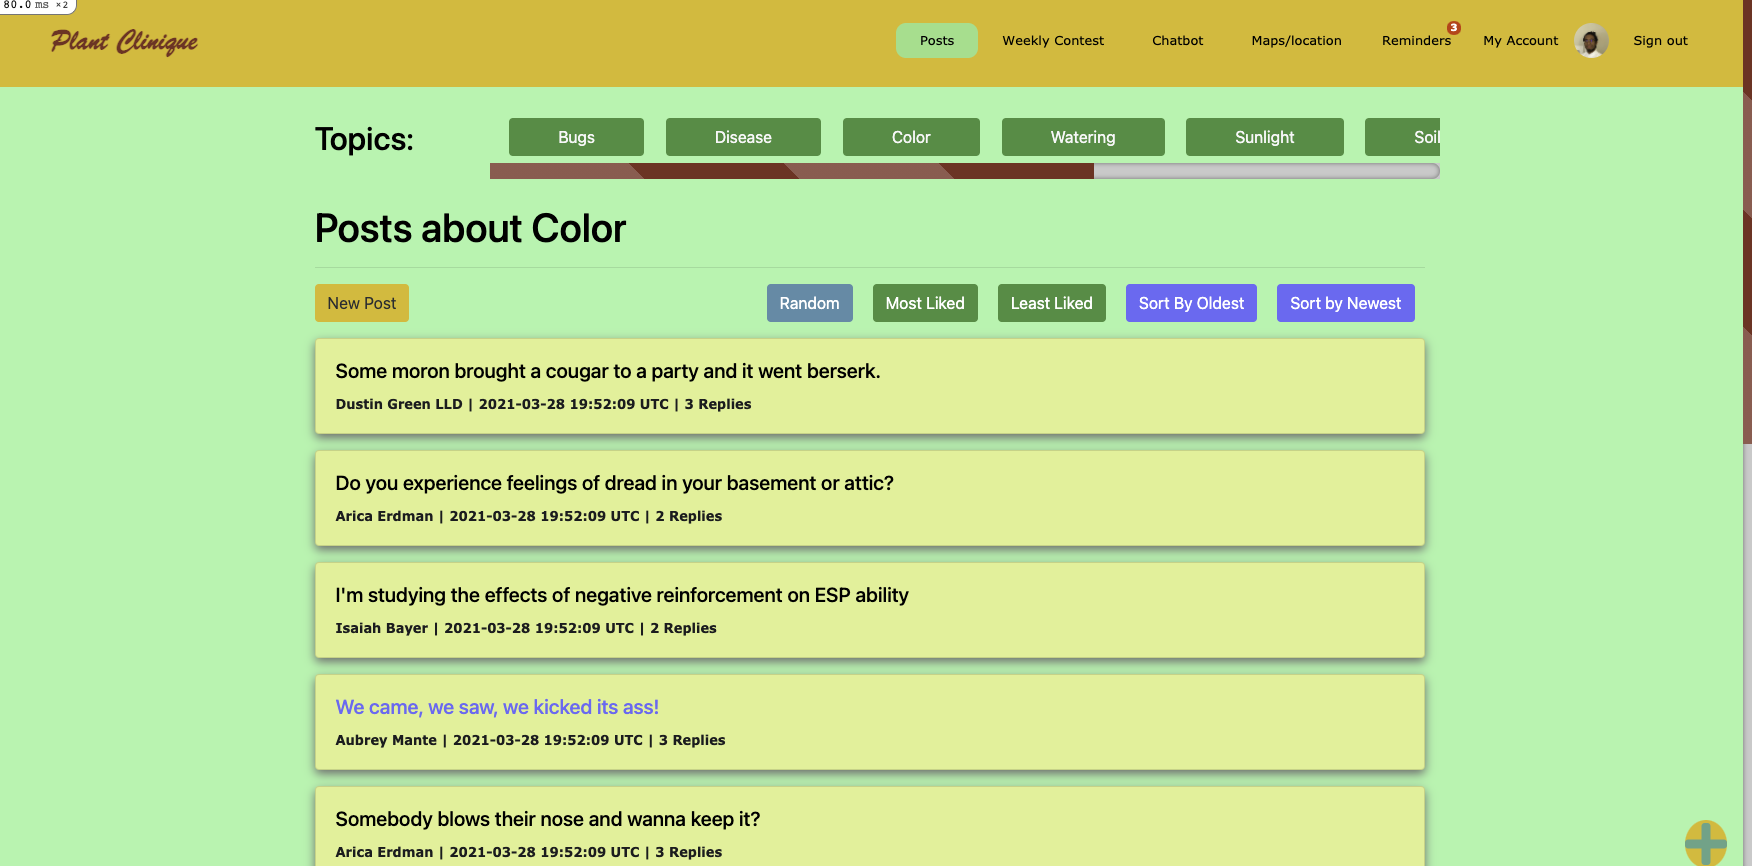 80.0 ms ×2
Plant Clinique
Posts Weekly Contest Chatbot Maps/location Reminders 3 My Account Sign out
Topics: Bugs Disease Color Watering Sunlight Soil
Posts about Color
New Post Random Most Liked Least Liked Sort By Oldest Sort by Newest
Some moron brought a cougar to a party and it went berserk.
Dustin Green LLD | 2021-03-28 19:52:09 UTC | 3 Replies
Do you experience feelings of dread in your basement or attic?
Arica Erdman | 2021-03-28 19:52:09 UTC | 2 Replies
I'm studying the effects of negative reinforcement on ESP ability
Isaiah Bayer | 2021-03-28 19:52:09 UTC | 2 Replies
We came, we saw, we kicked its ass!
Aubrey Mante | 2021-03-28 19:52:09 UTC | 3 Replies
Somebody blows their nose and wanna keep it?
Arica Erdman | 2021-03-28 19:52:09 UTC | 3 Replies